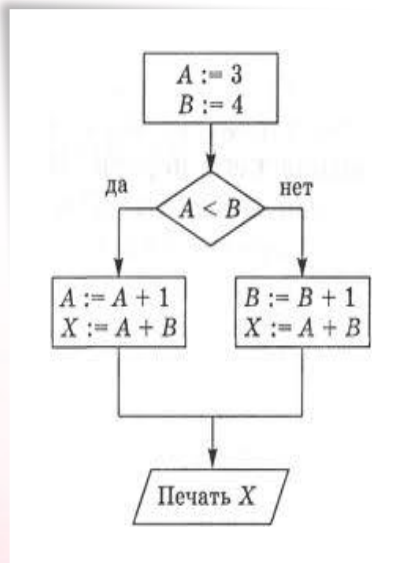 A := 3
B := 4
да
нет
A < B
A := A + 1
X := A + B
B := B + 1
X := A + B
Печать X